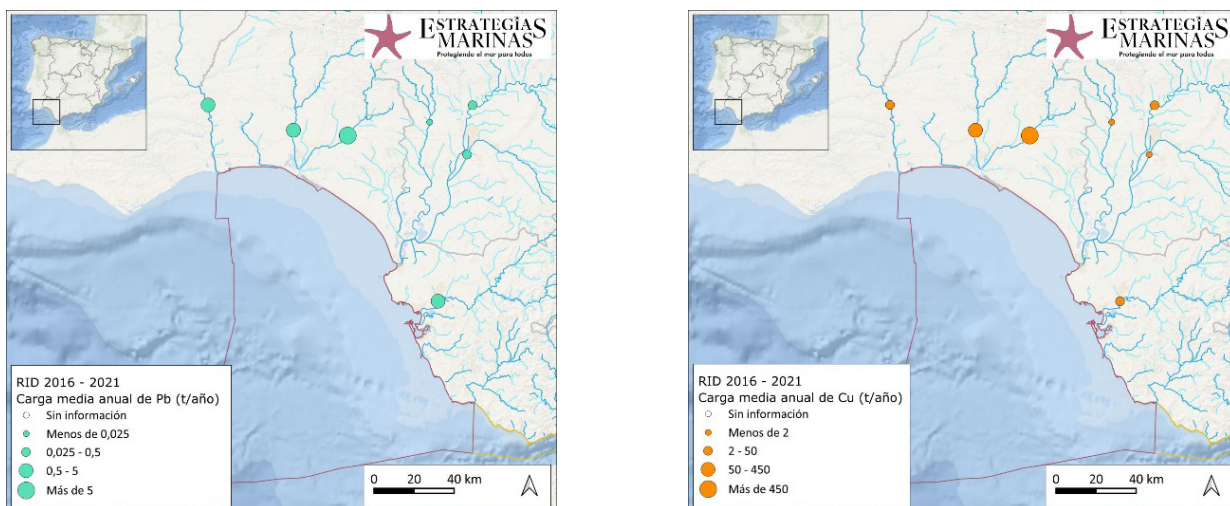 ESTRATEGIAS
MARINAS
Protegiendo el mar para todos
RID 2016 - 2021
Carga media anual de Pb (t/año)
Sin información
Menos de 0,025
0,025 - 0,5
0,5 - 5
Más de 5
0 20 40 km
ESTRATEGIAS
MARINAS
Protegiendo el mar para todos
RID 2016 - 2021
Carga media anual de Cu (t/año)
Sin información
Menos de 2
2 - 50
50 - 450
Más de 450
0 20 40 km